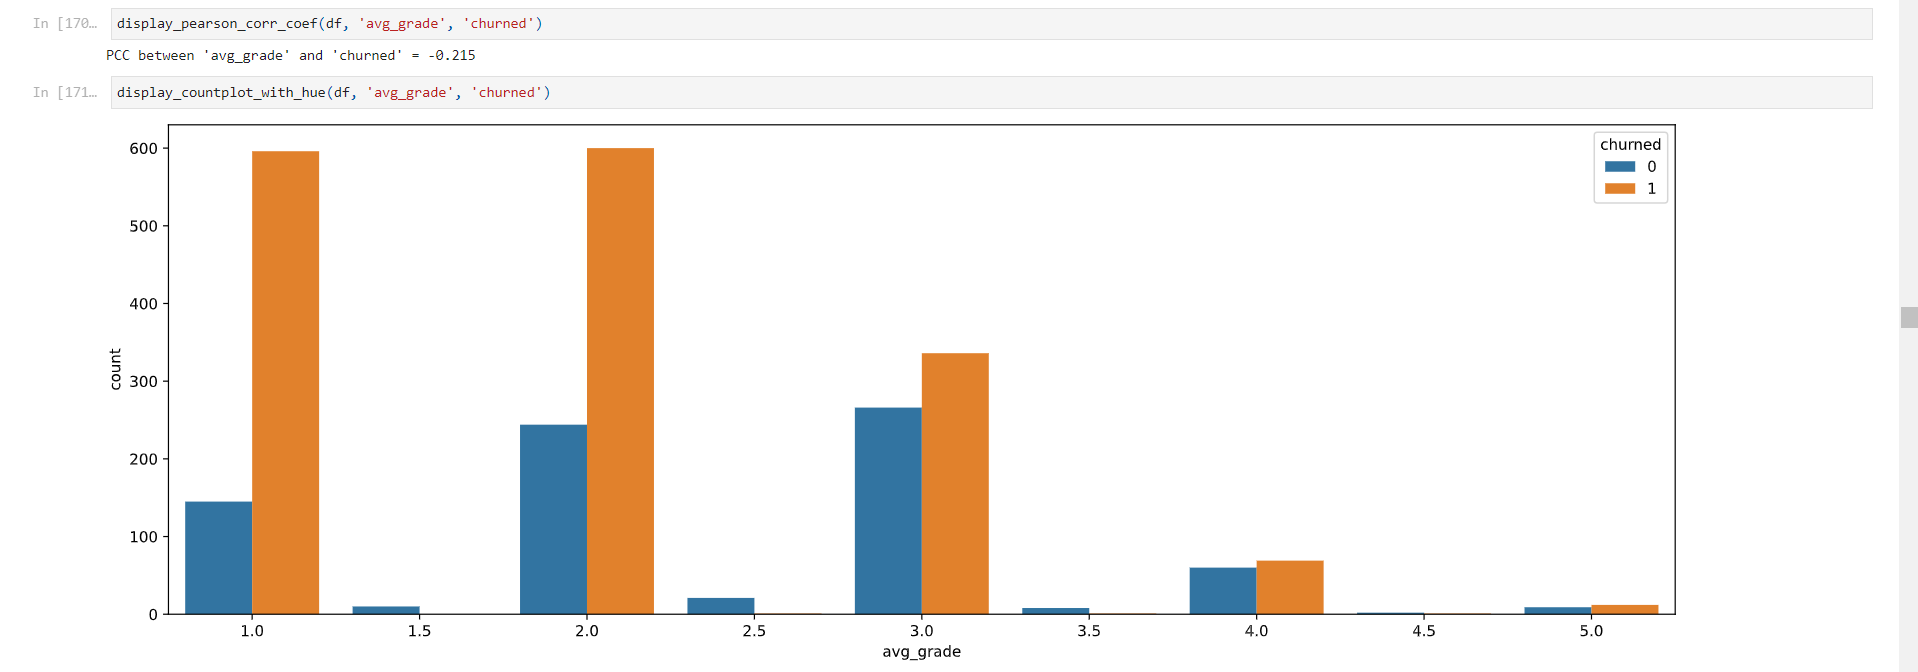 In [170… display_pearson_corr_coef(df, 'avg_grade', 'churned')
PCC between 'avg_grade' and 'churned' = -0.215
In [171… display_countplot_with_hue(df, 'avg_grade', 'churned')
churned
0
1
600
500
400
300
200
100
0
count
1.0 1.5 2.0 2.5 3.0 3.5 4.0 4.5 5.0
avg_grade